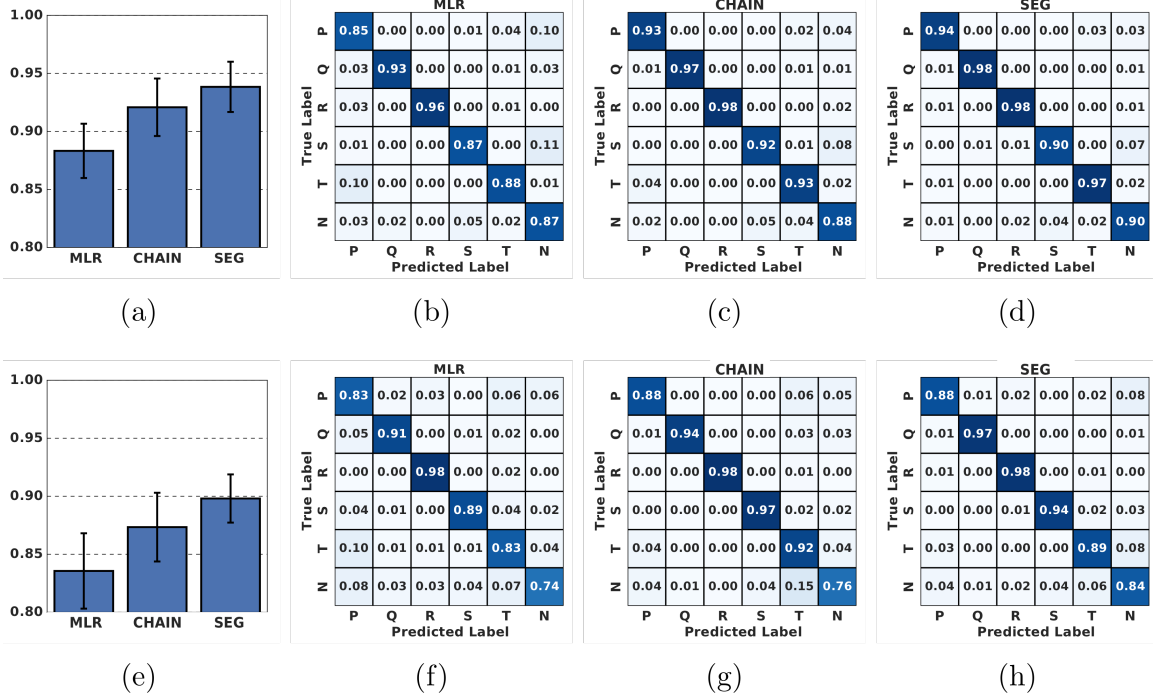 1.00
0.95
0.90
0.85
0.80
MLR CHAIN SEG
(a)
MLR
True Label
P 0.85 0.00 0.00 0.01 0.04 0.10
Q 0.03 0.93 0.00 0.00 0.01 0.03
R 0.03 0.00 0.96 0.00 0.01 0.00
S 0.01 0.00 0.00 0.87 0.00 0.11
T 0.10 0.00 0.00 0.00 0.88 0.01
N 0.03 0.02 0.00 0.05 0.02 0.87
P Q R S T N
Predicted Label
(b)
CHAIN
True Label
P 0.93 0.00 0.00 0.00 0.02 0.04
Q 0.01 0.97 0.00 0.00 0.01 0.01
R 0.00 0.00 0.98 0.00 0.00 0.02
S 0.00 0.00 0.00 0.92 0.01 0.08
T 0.04 0.00 0.00 0.00 0.93 0.02
N 0.02 0.00 0.00 0.05 0.04 0.88
P Q R S T N
Predicted Label
(c)
SEG
True Label
P 0.94 0.00 0.00 0.00 0.03 0.03
Q 0.01 0.98 0.00 0.00 0.00 0.01
R 0.01 0.00 0.98 0.00 0.00 0.01
S 0.00 0.01 0.01 0.90 0.00 0.07
T 0.01 0.00 0.00 0.00 0.97 0.02
N 0.01 0.00 0.02 0.04 0.02 0.90
P Q R S T N
Predicted Label
(d)
1.00
0.95
0.90
0.85
0.80
MLR CHAIN SEG
(e)
MLR
True Label
P 0.83 0.02 0.03 0.00 0.06 0.06
Q 0.05 0.91 0.00 0.01 0.02 0.00
R 0.00 0.00 0.98 0.00 0.02 0.00
S 0.04 0.01 0.00 0.89 0.04 0.02
T 0.10 0.01 0.01 0.01 0.83 0.04
N 0.08 0.03 0.03 0.04 0.07 0.74
P Q R S T N
Predicted Label
(f)
CHAIN
True Label
P 0.88 0.00 0.00 0.00 0.06 0.05
Q 0.01 0.94 0.00 0.00 0.03 0.03
R 0.00 0.00 0.98 0.00 0.01 0.00
S 0.00 0.00 0.00 0.97 0.02 0.02
T 0.04 0.00 0.00 0.00 0.92 0.04
N 0.04 0.01 0.00 0.04 0.15 0.76
P Q R S T N
Predicted Label
(g)
SEG
True Label
P 0.88 0.01 0.02 0.00 0.00 0.08
Q 0.01 0.97 0.00 0.00 0.00 0.01
R 0.01 0.00 0.98 0.00 0.01 0.00
S 0.00 0.00 0.01 0.94 0.02 0.03
T 0.03 0.00 0.00 0.00 0.89 0.08
N 0.04 0.01 0.02 0.04 0.06 0.84
P Q R S T N
Predicted Label
(h)